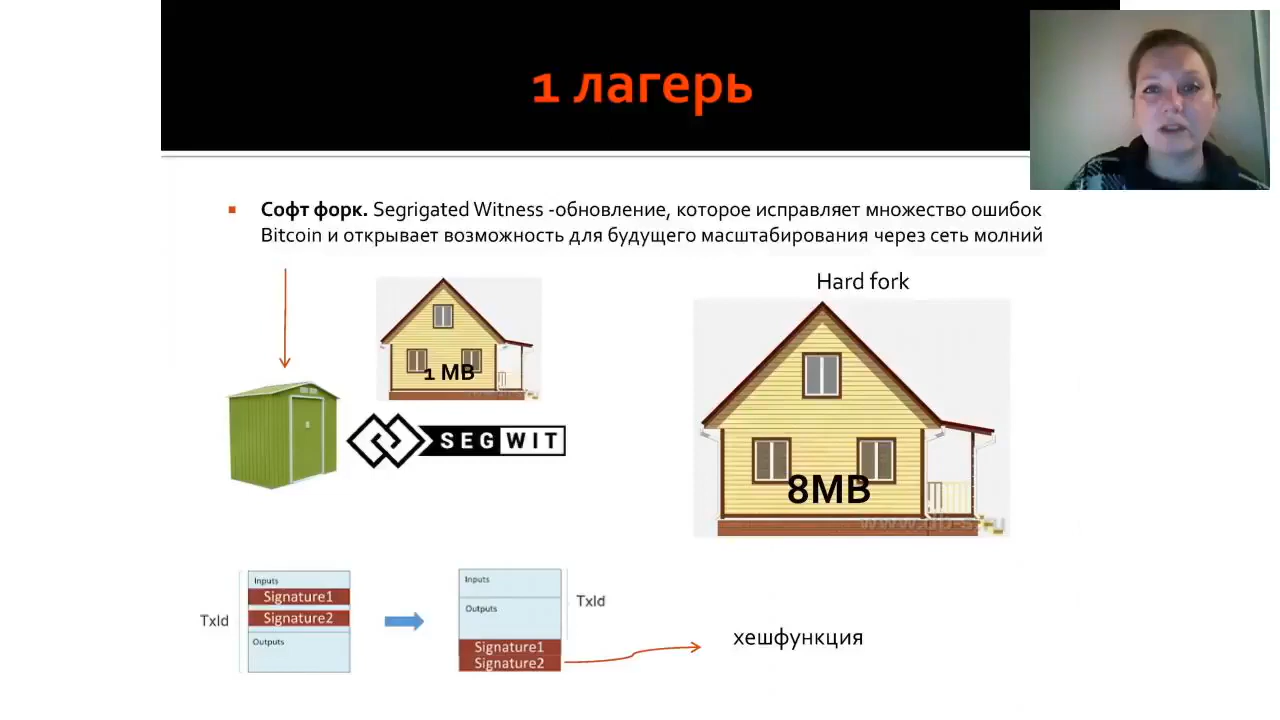 1 лагерь
Софт форк. Segrigated Witness -обновление, которое исправляет множество ошибок
Bitcoin и открывает возможность для будущего масштабирования через сеть молний
Hard fork
1 MB
SEGWIT
8MB
Inputs
Signature1
TxId
Signature2
Outputs
Inputs
TxId
Outputs
Signature1
Signature2
хешфункция